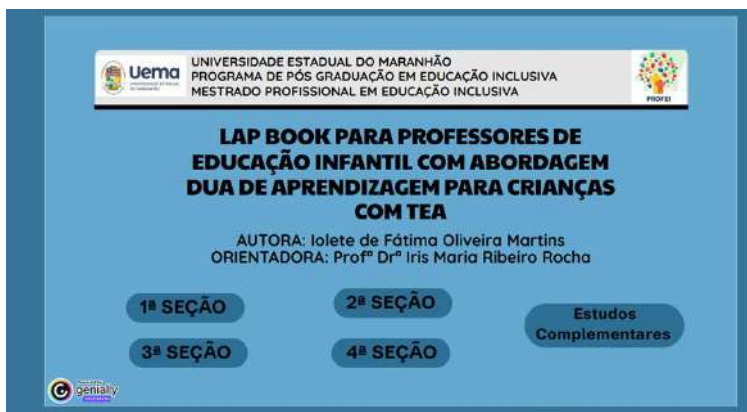 Uema
UNIVERSIDADE ESTADUAL DO MARANHÃO
PROGRAMA DE PÓS GRADUAÇÃO EM EDUCAÇÃO INCLUSIVA
MESTRADO PROFISSIONAL EM EDUCAÇÃO INCLUSIVA
PROFEI
LAP BOOK PARA PROFESSORES DE
EDUCAÇÃO INFANTIL COM ABORDAGEM
DUA DE APRENDIZAGEM PARA CRIANÇAS
COM TEA
AUTORA: Iolete de Fátima Oliveira Martins
ORIENTADORA: Profª Drª Iris Maria Ribeiro Rocha
1ª SEÇÃO
2ª SEÇÃO
Estudos
Complementares
3ª SEÇÃO
4ª SEÇÃO
genially